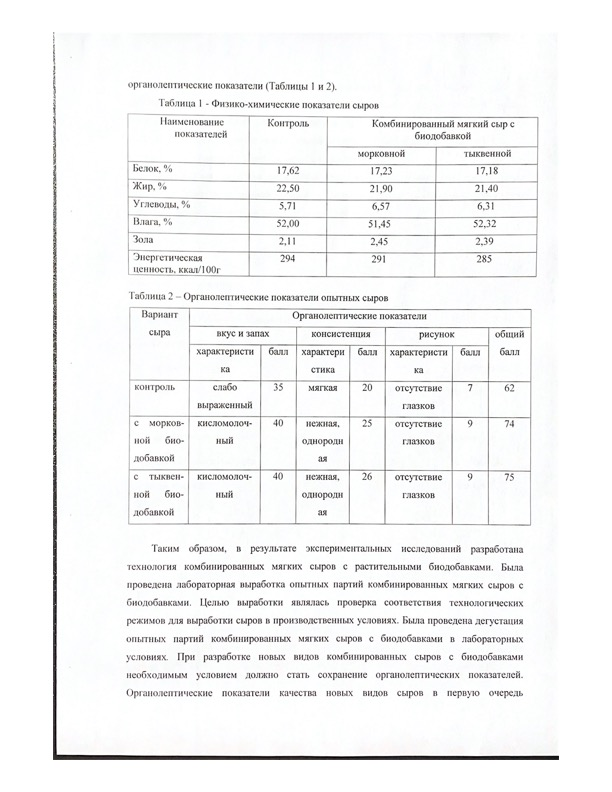 органолептические показатели (Таблицы 1 и 2).
Таблица 1 - Физико-химические показатели сыров
Наименование показателей Контроль Комбинированный мягкий сыр с биодобавкой
морковной тыквенной
Белок, % 17,62 17,23 17,18
Жир, % 22,50 21,90 21,40
Углеводы, % 5,71 6,57 6,31
Влага, % 52,00 51,45 52,32
Зола 2,11 2,45 2,39
Энергетическая ценность, ккал/100г 294 291 285
Таблица 2 – Органолептические показатели опытных сыров
Вариант сыра Органолептические показатели
вкус и запах консистенция рисунок общий балл
характеристи ка балл характери стика балл характеристи ка балл
контроль слабо выраженный 35 мягкая 20 отсутствие глазков 7 62
с морков- ной био- добавкой кисломолоч- ный 40 нежная, однородн ая 25 отсутствие глазков 9 74
с тыквен- ной био- добавкой кисломолоч- ный 40 нежная, однородн ая 26 отсутствие глазков 9 75
Таким образом, в результате экспериментальных исследований разработана
технология комбинированных мягких сыров с растительными биодобавками. Была
проведена лабораторная выработка опытных партий комбинированных мягких сыров с
биодобавками. Целью выработки являлась проверка соответствия технологических
режимов для выработки сыров в производственных условиях. Была проведена дегустация
опытных партий комбинированных мягких сыров с биодобавками в лабораторных
условиях. При разработке новых видов комбинированных сыров с биодобавками
необходимым условием должно стать сохранение органолептических показателей.
Органолептические показатели качества новых видов сыров в первую очередь